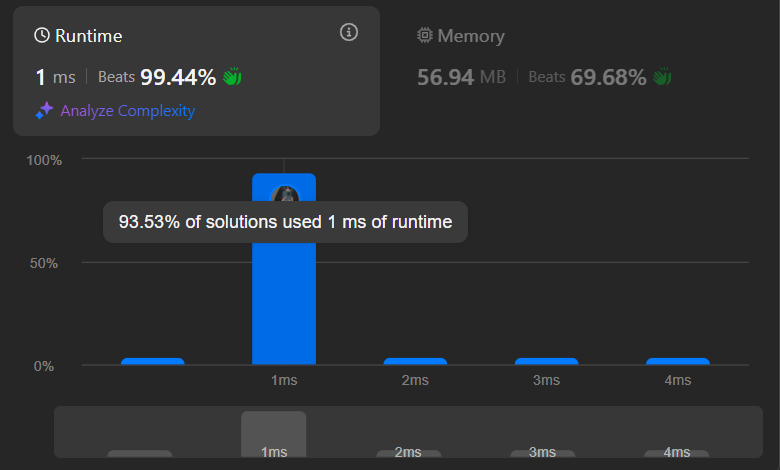 Runtime
1 ms Beats 99.44%
Analyze Complexity
Memory
56.94 MB Beats 69.68%
100%
93.53% of solutions used 1 ms of runtime
50%
0%
1ms 2ms 3ms 4ms
1ms 2ms 3ms 4ms